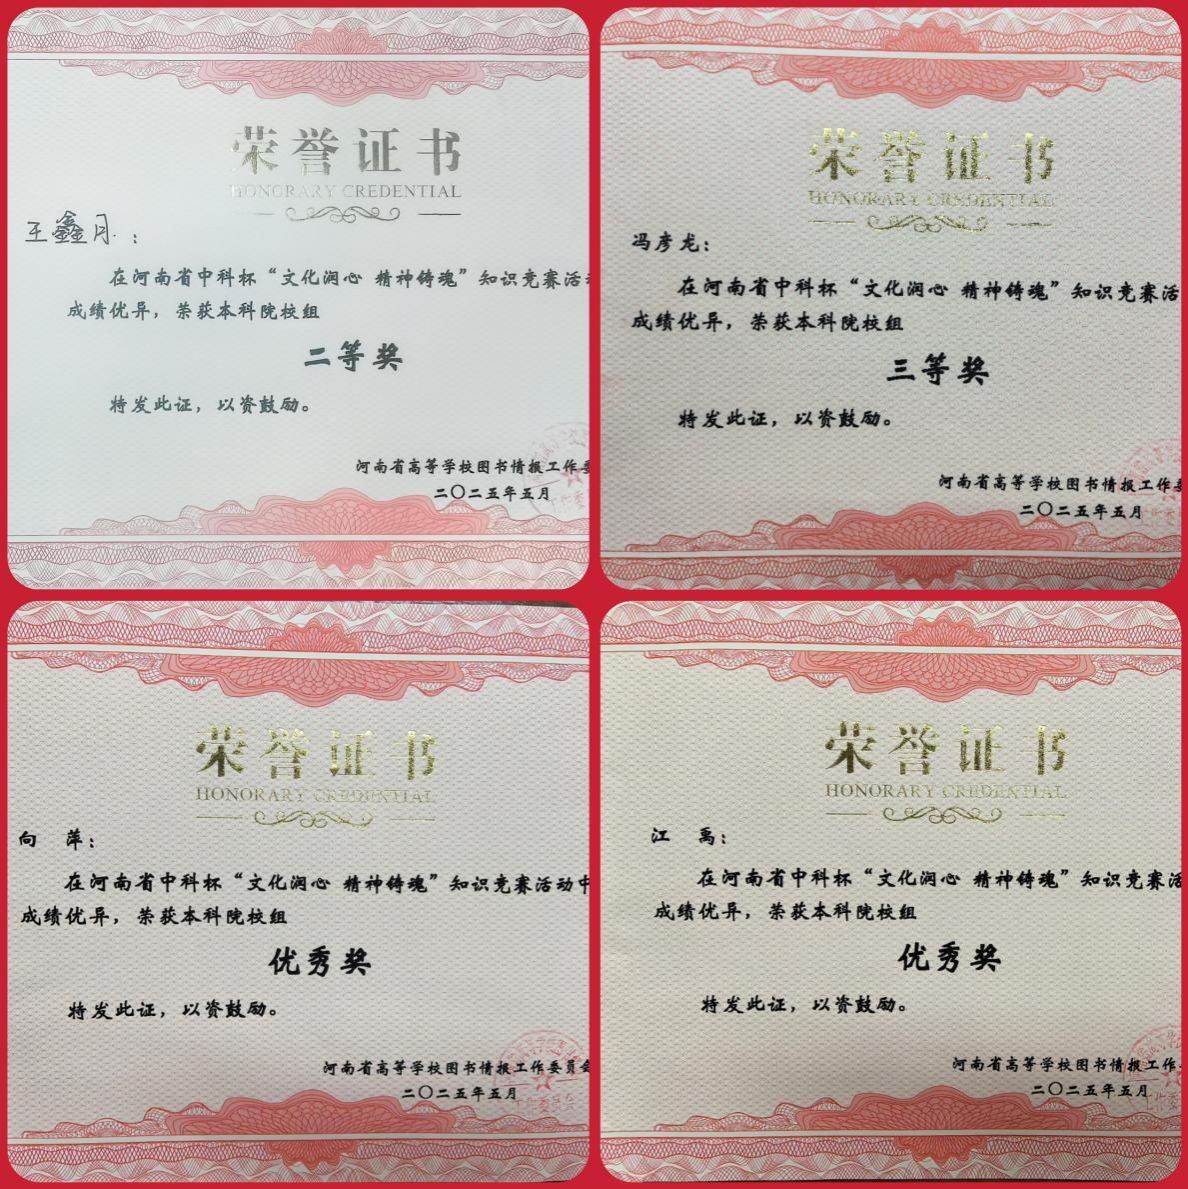 荣誉证书
HONORARY CREDENTIAL
王鑫月：
在河南省中科杯“文化润心 精神铸魂”知识竞赛活
成绩优异，荣获本科院校组
二等奖
特发此证，以资鼓励。
河南省高等学校图书情报工作委
二〇二五年五月
荣誉证书
HONORARY CREDENTIAL
冯彦龙：
在河南省中科杯“文化润心 精神铸魂”知识竞赛活
成绩优异，荣获本科院校组
三等奖
特发此证，以资鼓励。
河南省高等学校图书情报工作委
二〇二五年五月
荣誉证书
HONORARY CREDENTIAL
向 萍：
在河南省中科杯“文化润心 精神铸魂”知识竞赛活动中
成绩优异，荣获本科院校组
优秀奖
特发此证，以资鼓励。
河南省高等学校图书情报工作委员会
二〇二五年五月
荣誉证书
HONORARY CREDENTIAL
江 禹：
在河南省中科杯“文化润心 精神铸魂”知识竞赛活
成绩优异，荣获本科院校组
优秀奖
特发此证，以资鼓励。
河南省高等学校图书情报工作
二〇二五年五月